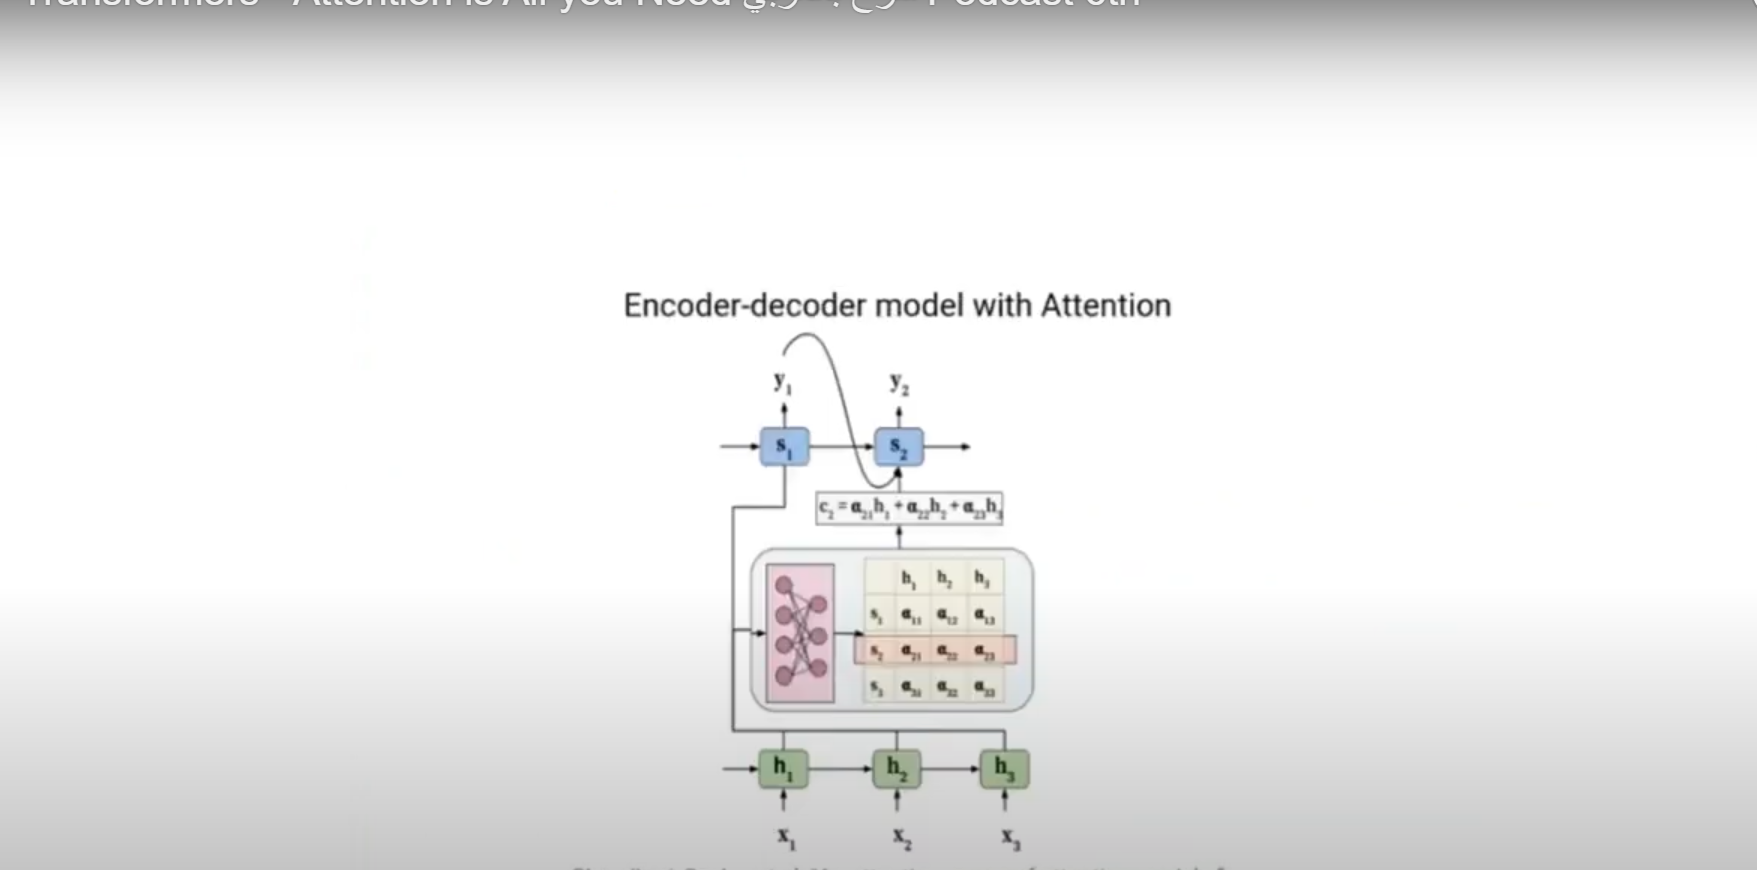 Transformers - Attention Is All you Need Podcast
Encoder-decoder model with Attention
y₁ y₂
s₁ s₂
c₂ = α₂₁h₁ + α₂₂h₂ + α₂₃h₃
h₁ h₂ h₃
s₁ α₁₁ α₁₂ α₁₃
s₂ α₂₁ α₂₂ α₂₃
s₃ α₃₁ α₃₂ α₃₃
h₁ h₂ h₃
x₁ x₂ x₃